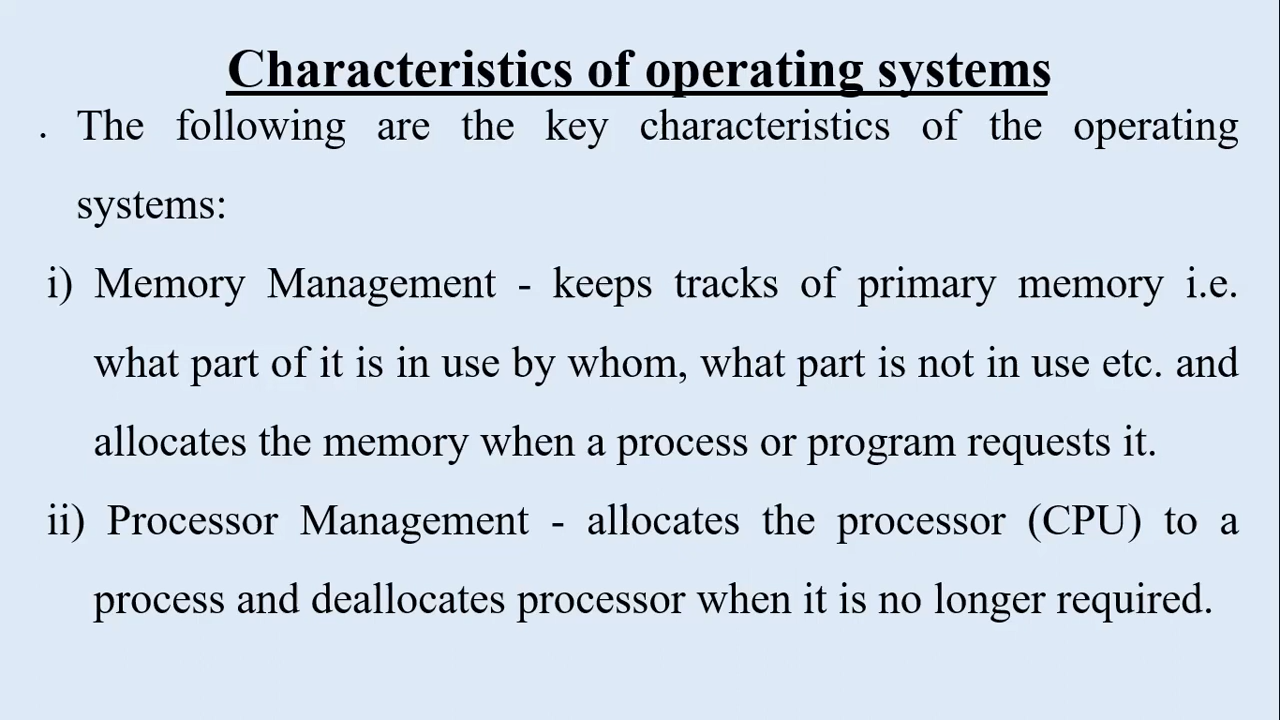 Characteristics of operating systems
. The following are the key characteristics of the operating
systems:
i) Memory Management - keeps tracks of primary memory i.e.
what part of it is in use by whom, what part is not in use etc. and
allocates the memory when a process or program requests it.
ii) Processor Management - allocates the processor (CPU) to a
process and deallocates processor when it is no longer required.